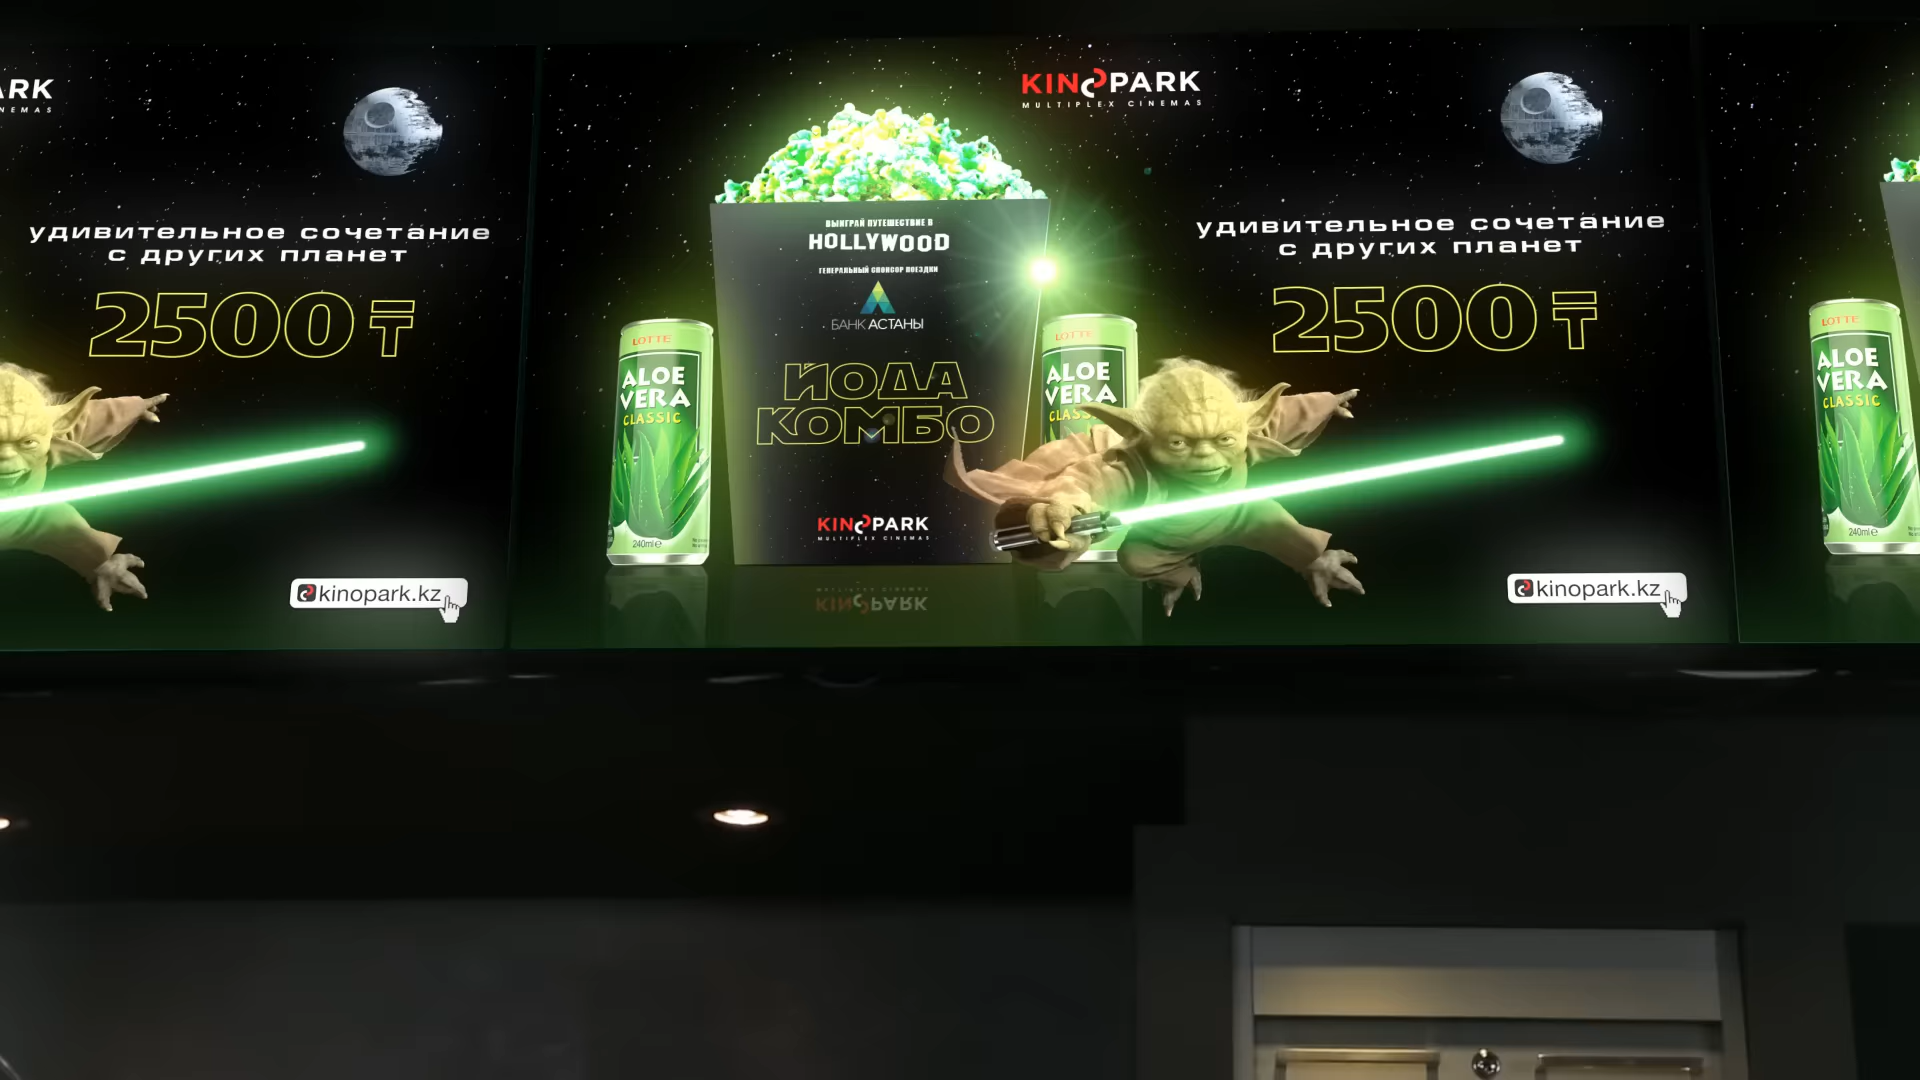 ARK
NEMAS
удивительное сочетание
с других планет
2500 ₸
kinopark.kz
KINOPARK
MULTIPLEX CINEMAS
ВЫИГРАЙ ПУТЕШЕСТВИЕ В
HOLLYWOOD
ГЕНЕРАЛЬНЫЙ СПОНСОР ПОЕЗДКИ
БАНК АСТАНЫ
ЙОДА
КОМБО
KINOPARK
MULTIPLEX CINEMAS
LOTTE
ALOE
VERA
CLASSIC
240ml e
LOTTE
ALOE
VERA
CLASS
удивительное сочетание
с других планет
2500 ₸
kinopark.kz
LOTTE
ALOE
VERA
CLASSIC
240ml e